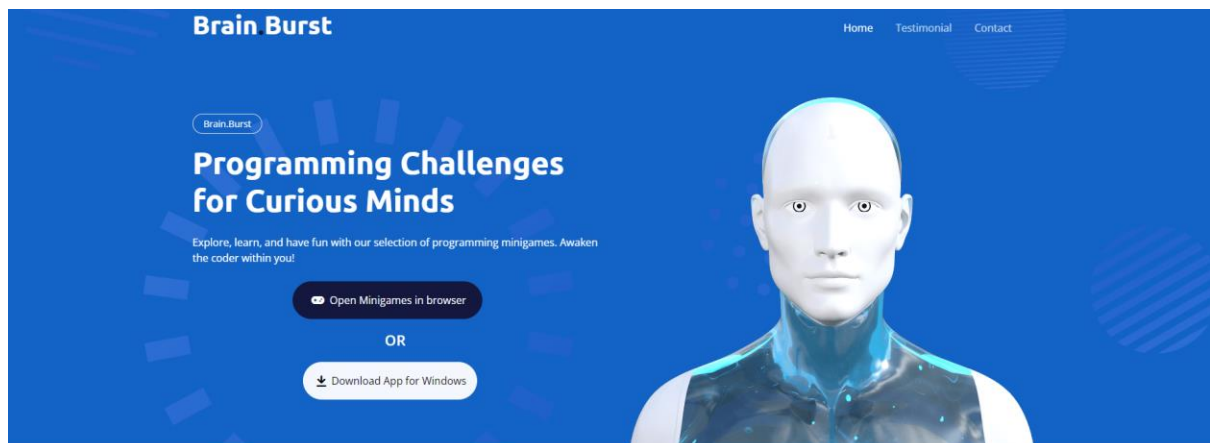 Brain.Burst
Home Testimonial Contact
Brain.Burst
Programming Challenges
for Curious Minds
Explore, learn, and have fun with our selection of programming minigames. Awaken
the coder within you!
Open Minigames in browser
OR
Download App for Windows